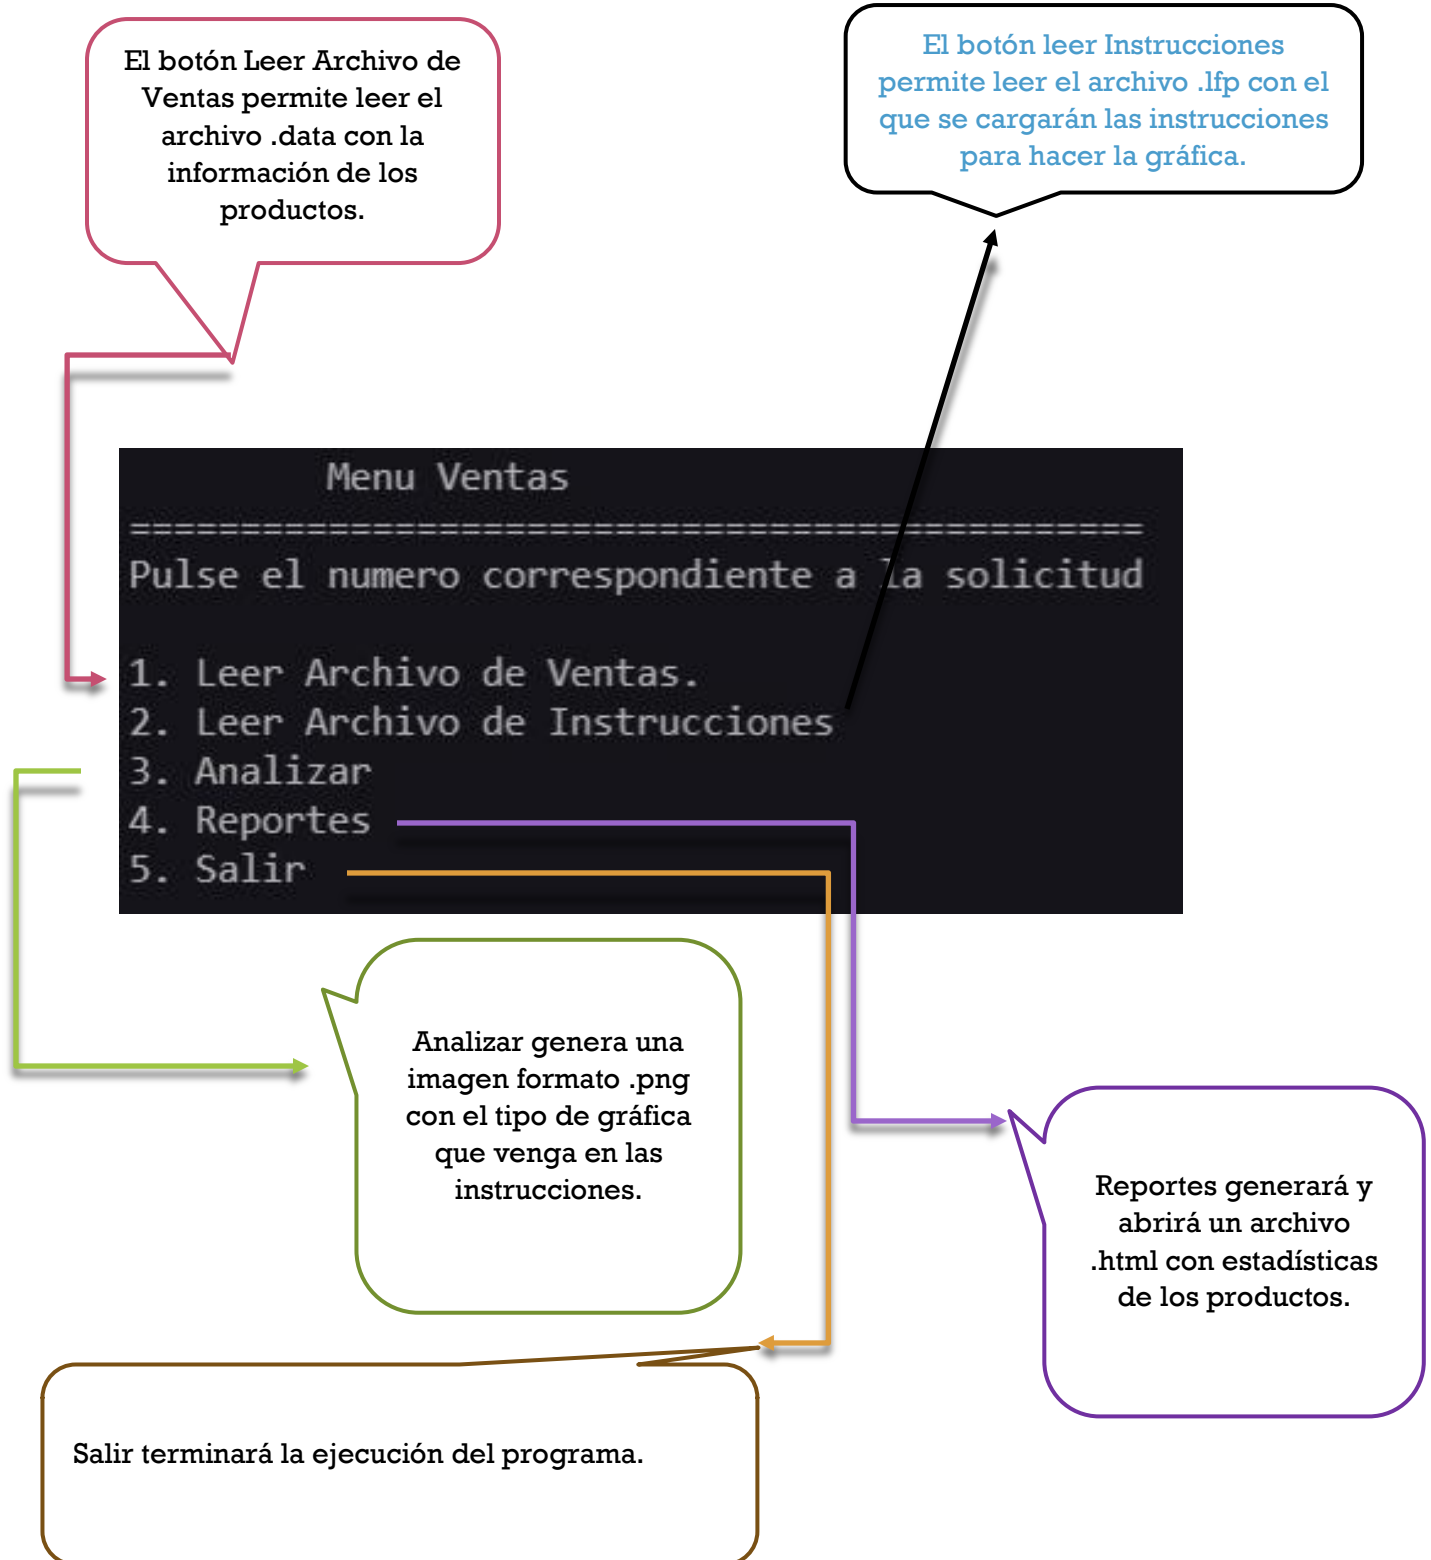 El botón Leer Archivo de
Ventas permite leer el
archivo .data con la
información de los
productos.
El botón leer Instrucciones
permite leer el archivo .lfp con el
que se cargarán las instrucciones
para hacer la gráfica.
Menu Ventas
==============================================
Pulse el numero correspondiente a la solicitud
1. Leer Archivo de Ventas.
2. Leer Archivo de Instrucciones
3. Analizar
4. Reportes
5. Salir
Analizar genera una
imagen formato .png
con el tipo de gráfica
que venga en las
instrucciones.
Reportes generará y
abrirá un archivo
.html con estadísticas
de los productos.
Salir terminará la ejecución del programa.